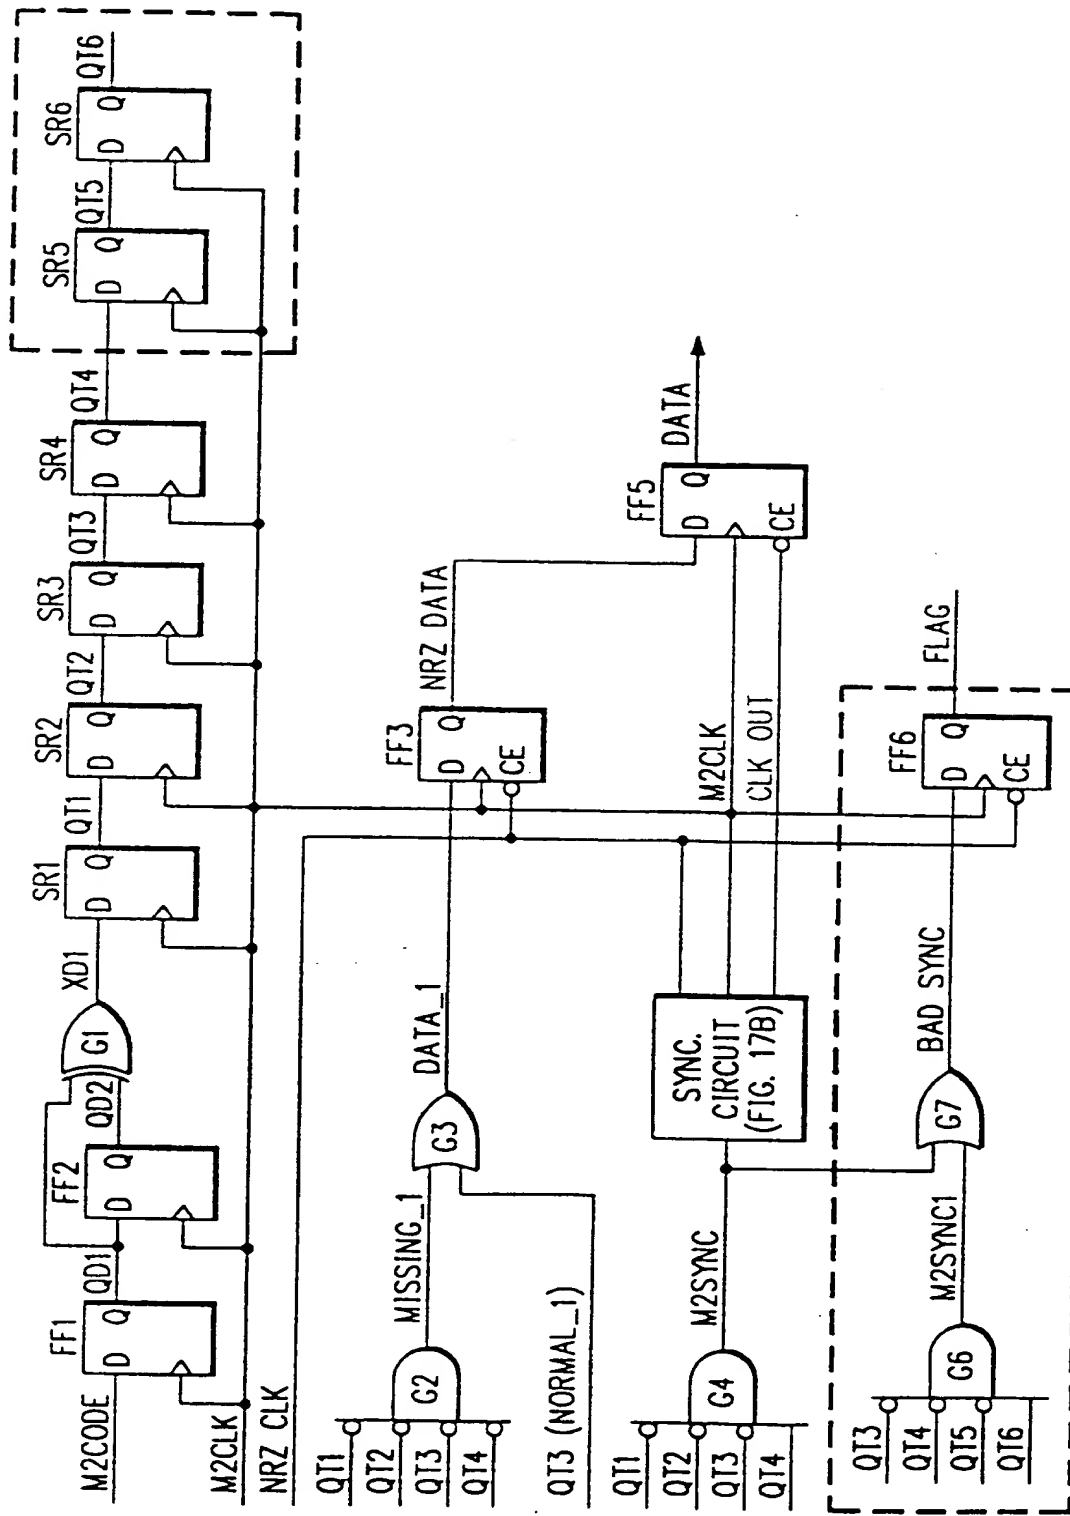 M2CODE
FF1
D Q
QD1
FF2
D Q
QD2
G1
XD1
SR1
D Q
QT1
SR2
D Q
QT2
SR3
D Q
QT3
SR4
D Q
QT4
SR5
D Q
QT5
SR6
D Q
QT6
M2CLK
NRZ CLK
QT1
QT2
QT3
QT4
G2
MISSING_1
QT3 (NORMAL_1)
G3
DATA_1
FF3
D Q
CE
NRZ DATA
FF5
D Q
CE
DATA
QT1
QT2
QT3
QT4
G4
M2SYNC
SYNC.
CIRCUIT
(FIG. 17B)
M2CLK
CLK OUT
QT3
QT4
QT5
QT6
G6
M2SYNC1
G7
BAD SYNC
FF6
D Q
CE
FLAG